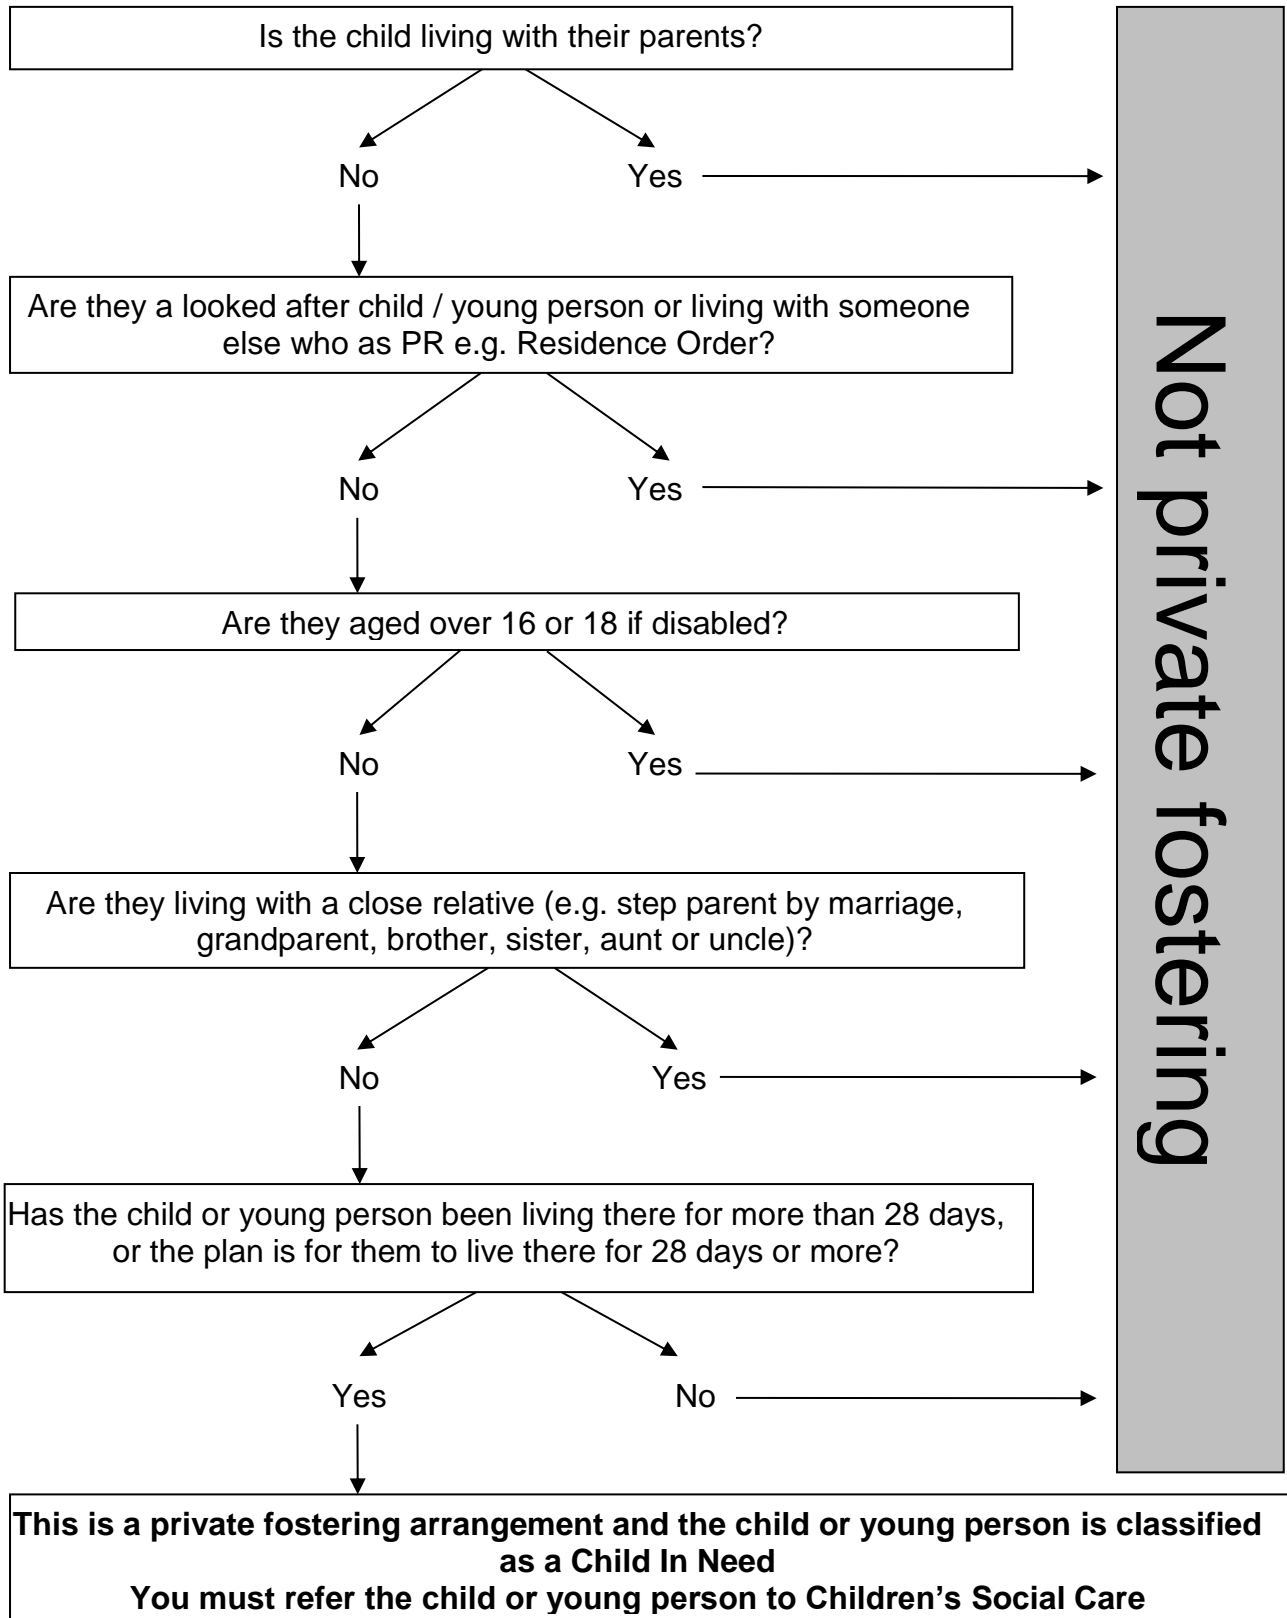 Is the child living with their parents?
No
Yes
Are they a looked after child / young person or living with someone
else who as PR e.g. Residence Order?
No
Yes
Are they aged over 16 or 18 if disabled?
No
Yes
Are they living with a close relative (e.g. step parent by marriage,
grandparent, brother, sister, aunt or uncle)?
No
Yes
Has the child or young person been living there for more than 28 days,
or the plan is for them to live there for 28 days or more?
Yes
No
This is a private fostering arrangement and the child or young person is classified
as a Child In Need
You must refer the child or young person to Children’s Social Care
Not private fostering